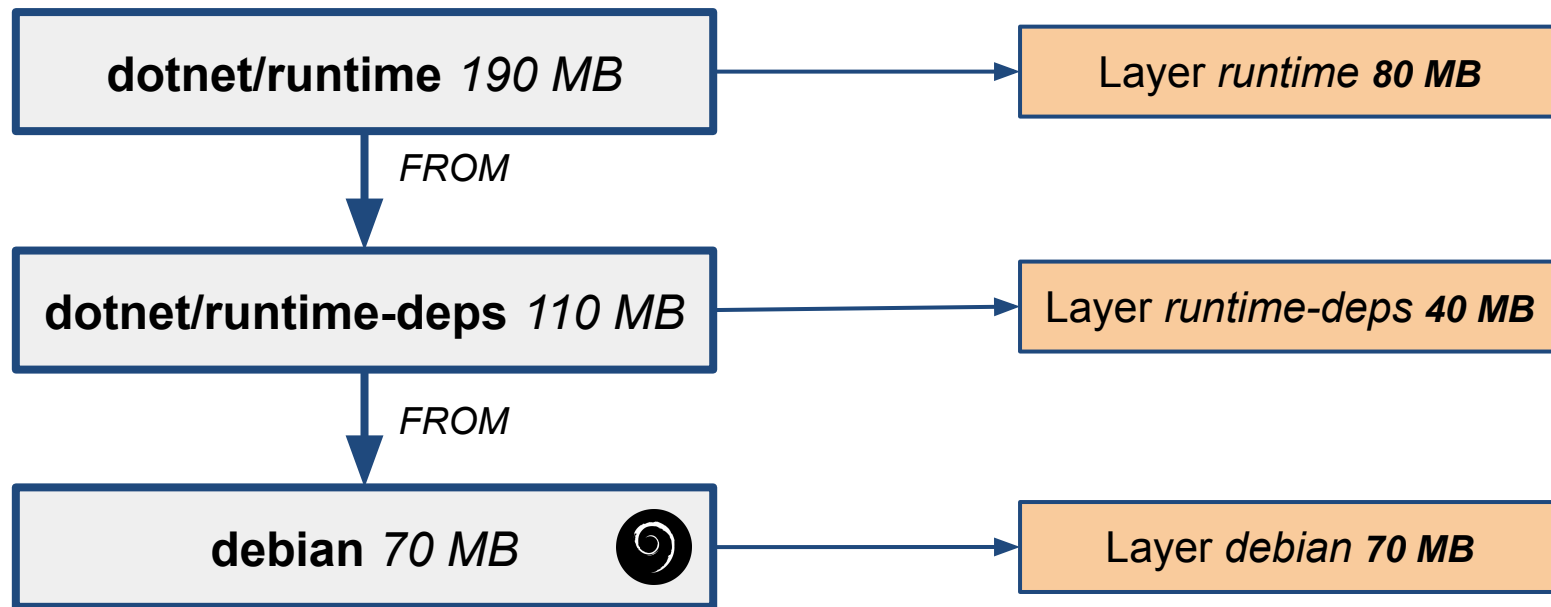 dotnet/runtime 190 MB
Layer runtime 80 MB
FROM
dotnet/runtime-deps 110 MB
Layer runtime-deps 40 MB
FROM
debian 70 MB
Layer debian 70 MB